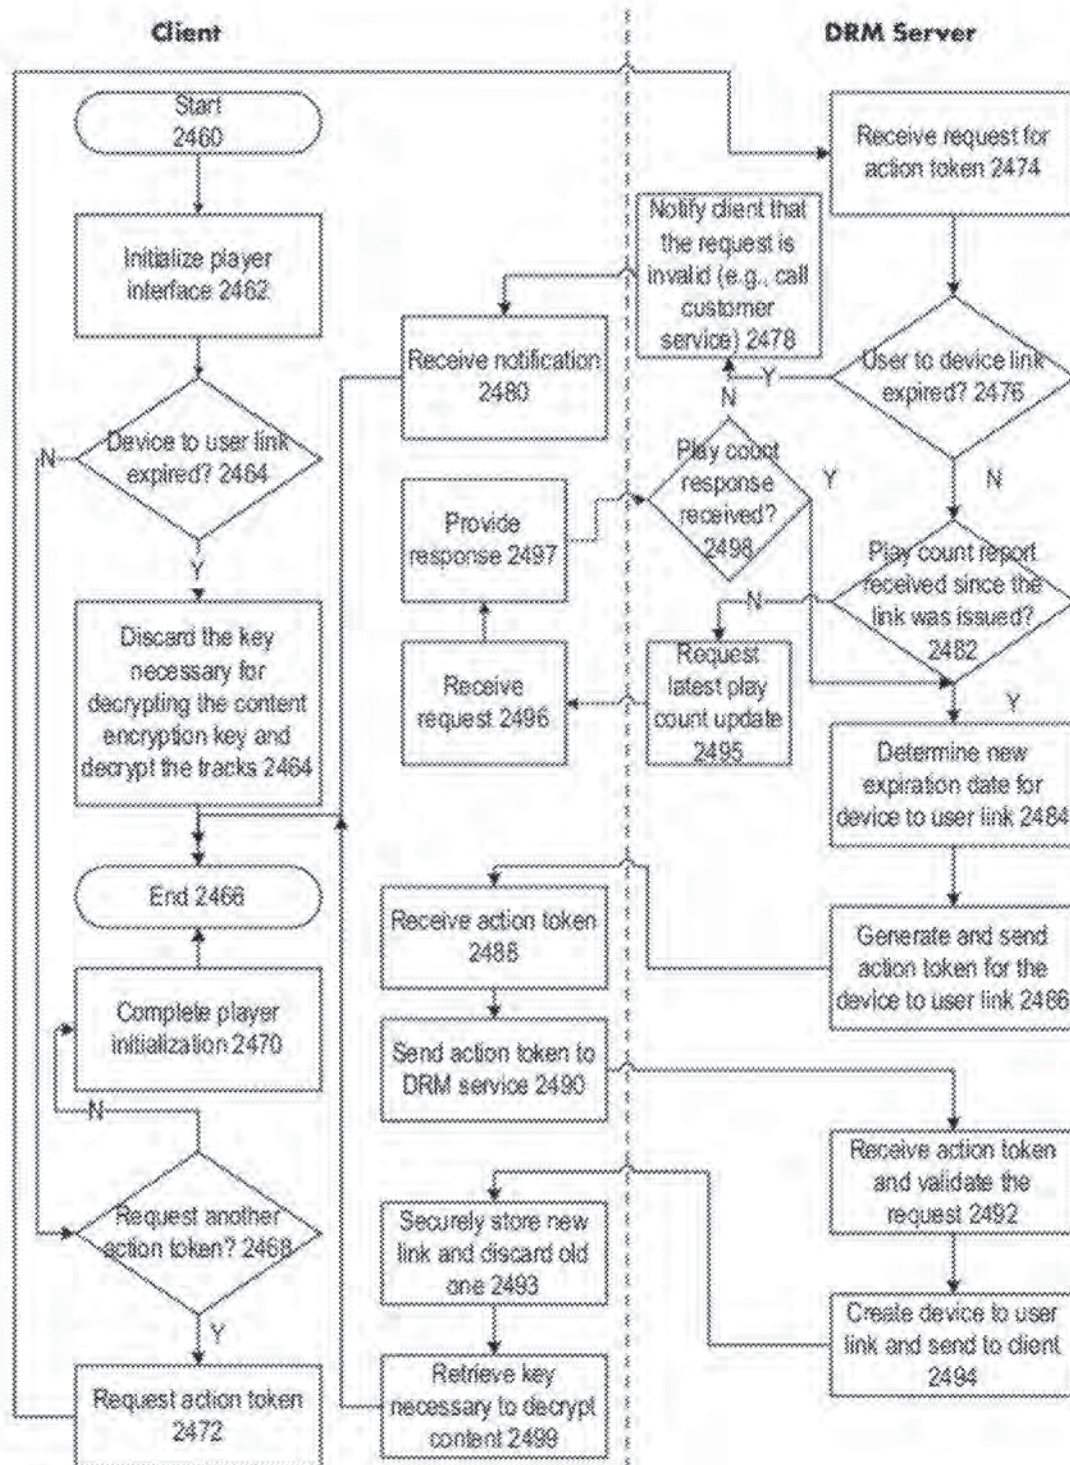 Client
DRM Server
Start
2460
Receive request for
action token 2474
Notify client that
the request is
invalid (e.g., call
customer
service) 2478
Initialize player
interface 2462
Receive notification
2480
User to device link
expired? 2476
Y
N
Device to user link
expired? 2464
N
Play count
response
received?
2498
Y
N
Provide
response 2497
Play count report
received since the
link was issued?
2482
Y
N
Discard the key
necessary for
decrypting the content
encryption key and
decrypt the tracks 2464
Receive
request 2496
Request
latest play
count update
2495
Y
Determine new
expiration date for
device to user link 2484
End 2466
Receive action token
2488
Generate and send
action token for the
device to user link 2486
Complete player
initialization 2470
Send action token to
DRM service 2490
N
Receive action token
and validate the
request 2492
Request another
action token? 2468
Securely store new
link and discard old
one 2493
Create device to user
link and send to client
2494
Y
Request action token
2472
Retrieve key
necessary to decrypt
content 2499